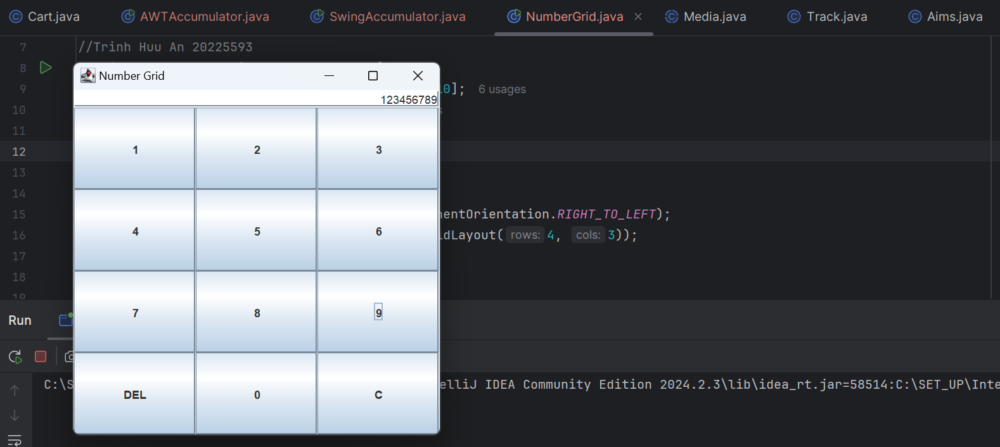 Cart.java AWTAccumulator.java SwingAccumulator.java NumberGrid.java Media.java Track.java Aims.java
7 //Trinh Huu An 20225593
8
Number Grid
9 0]; 6 usages
123456789
10
11
1 2 3
12
13
14
15 nentOrientation.RIGHT_TO_LEFT);
4 5 6
16 idLayout( rows: 4, cols: 3));
17
18
19
7 8 9
Run
C:\S elliJ IDEA Community Edition 2024.2.3\lib\idea_rt.jar=58514:C:\SET_UP\Inte
DEL 0 C